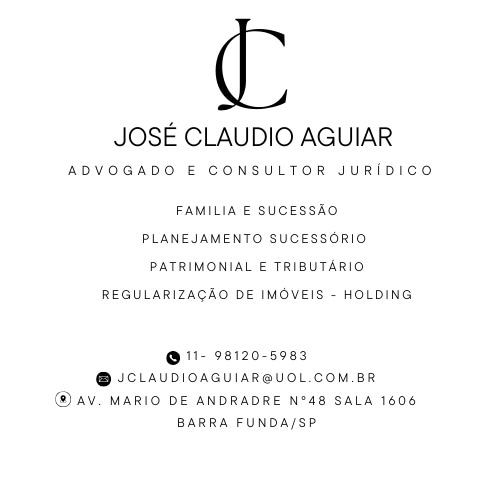 JC
JOSÉ CLAUDIO AGUIAR
ADVOGADO E CONSULTOR JURÍDICO
FAMILIA E SUCESSÃO
PLANEJAMENTO SUCESSÓRIO
PATRIMONIAL E TRIBUTÁRIO
REGULARIZAÇÃO DE IMÓVEIS - HOLDING
11- 98120-5983
JCLAUDIOAGUIAR@UOL.COM.BR
AV. MARIO DE ANDRADRE N°48 SALA 1606
BARRA FUNDA/SP